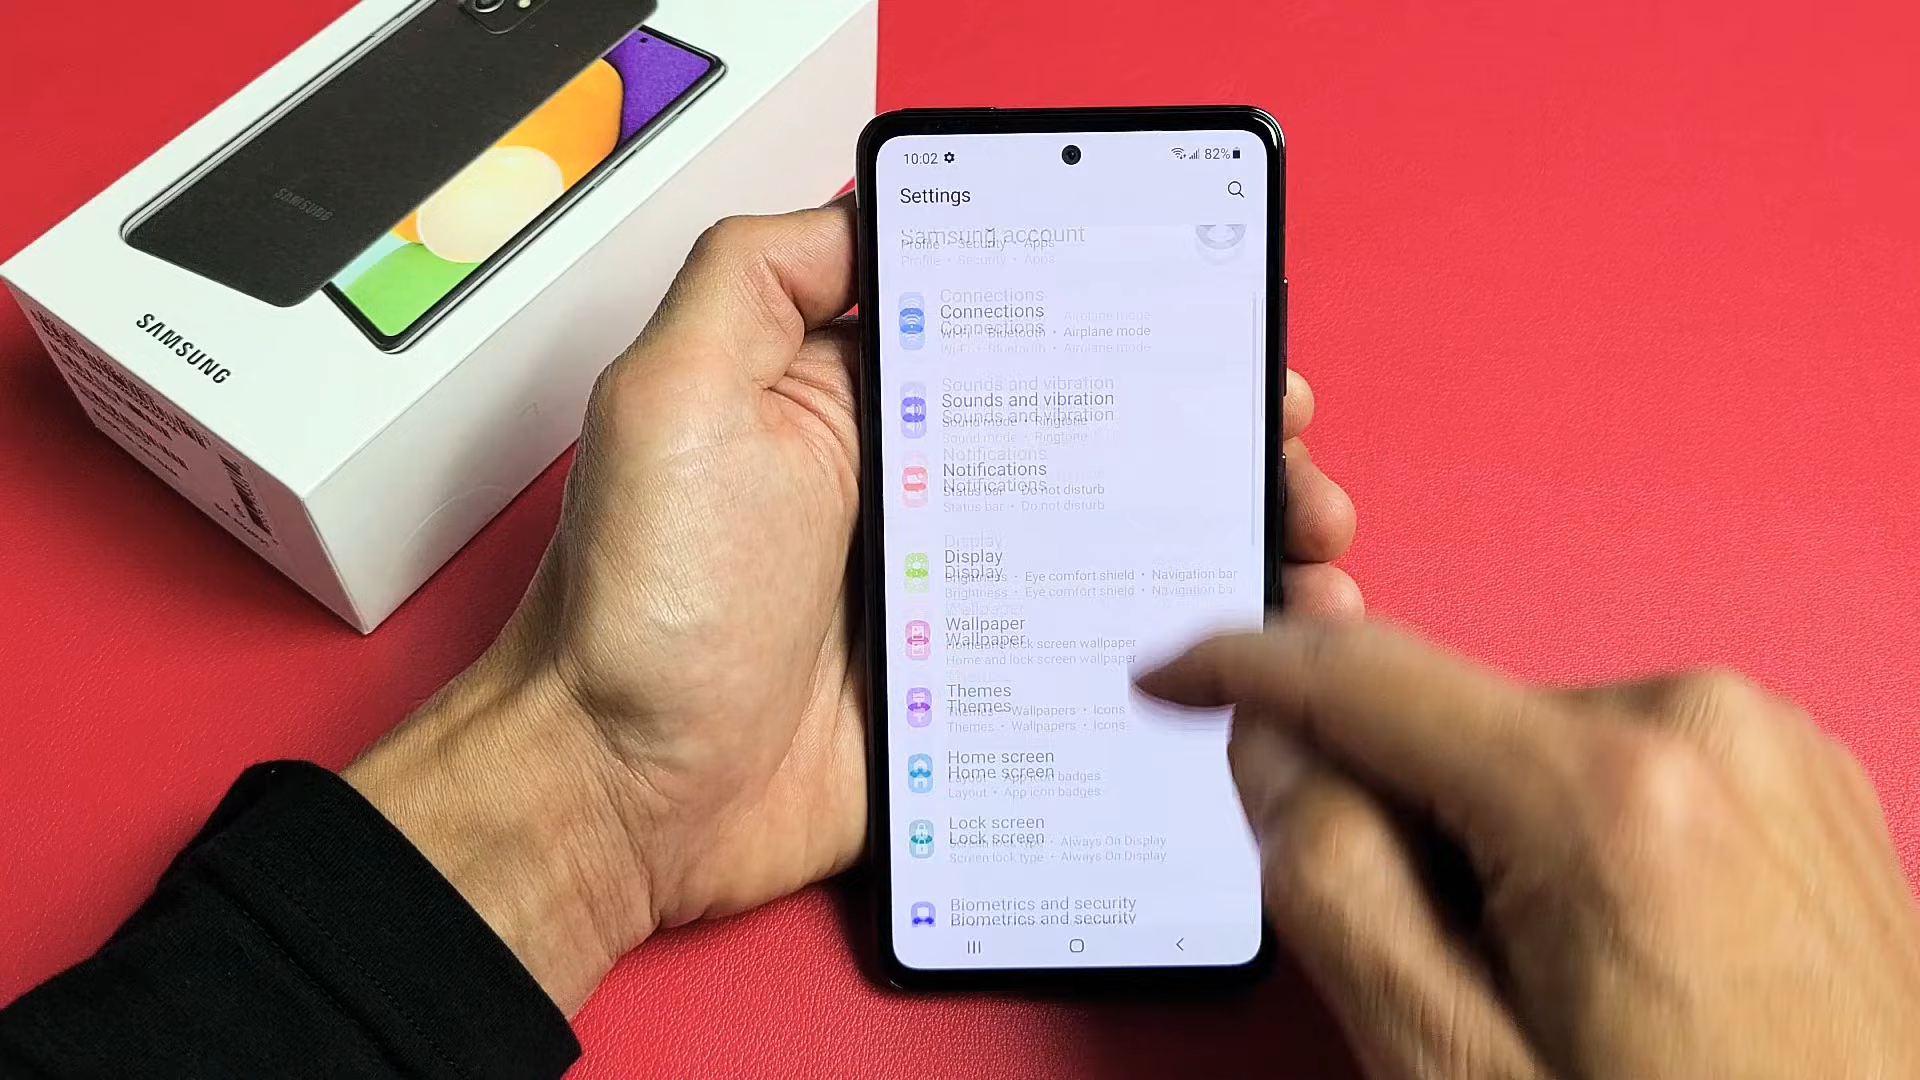 SAMSUNG
SAMSUNG
10:02 82%
Settings
Samsung account
Profile • Security • Apps
Connections
Wi-Fi • Bluetooth • Airplane mode
Sounds and vibration
Sound mode • Ringtone
Notifications
Status bar • Do not disturb
Display
Brightness • Eye comfort shield • Navigation bar
Wallpaper
Home and lock screen wallpaper
Themes
Themes • Wallpapers • Icons
Home screen
Layout • App icon badges
Lock screen
Screen lock type • Always On Display
Biometrics and security